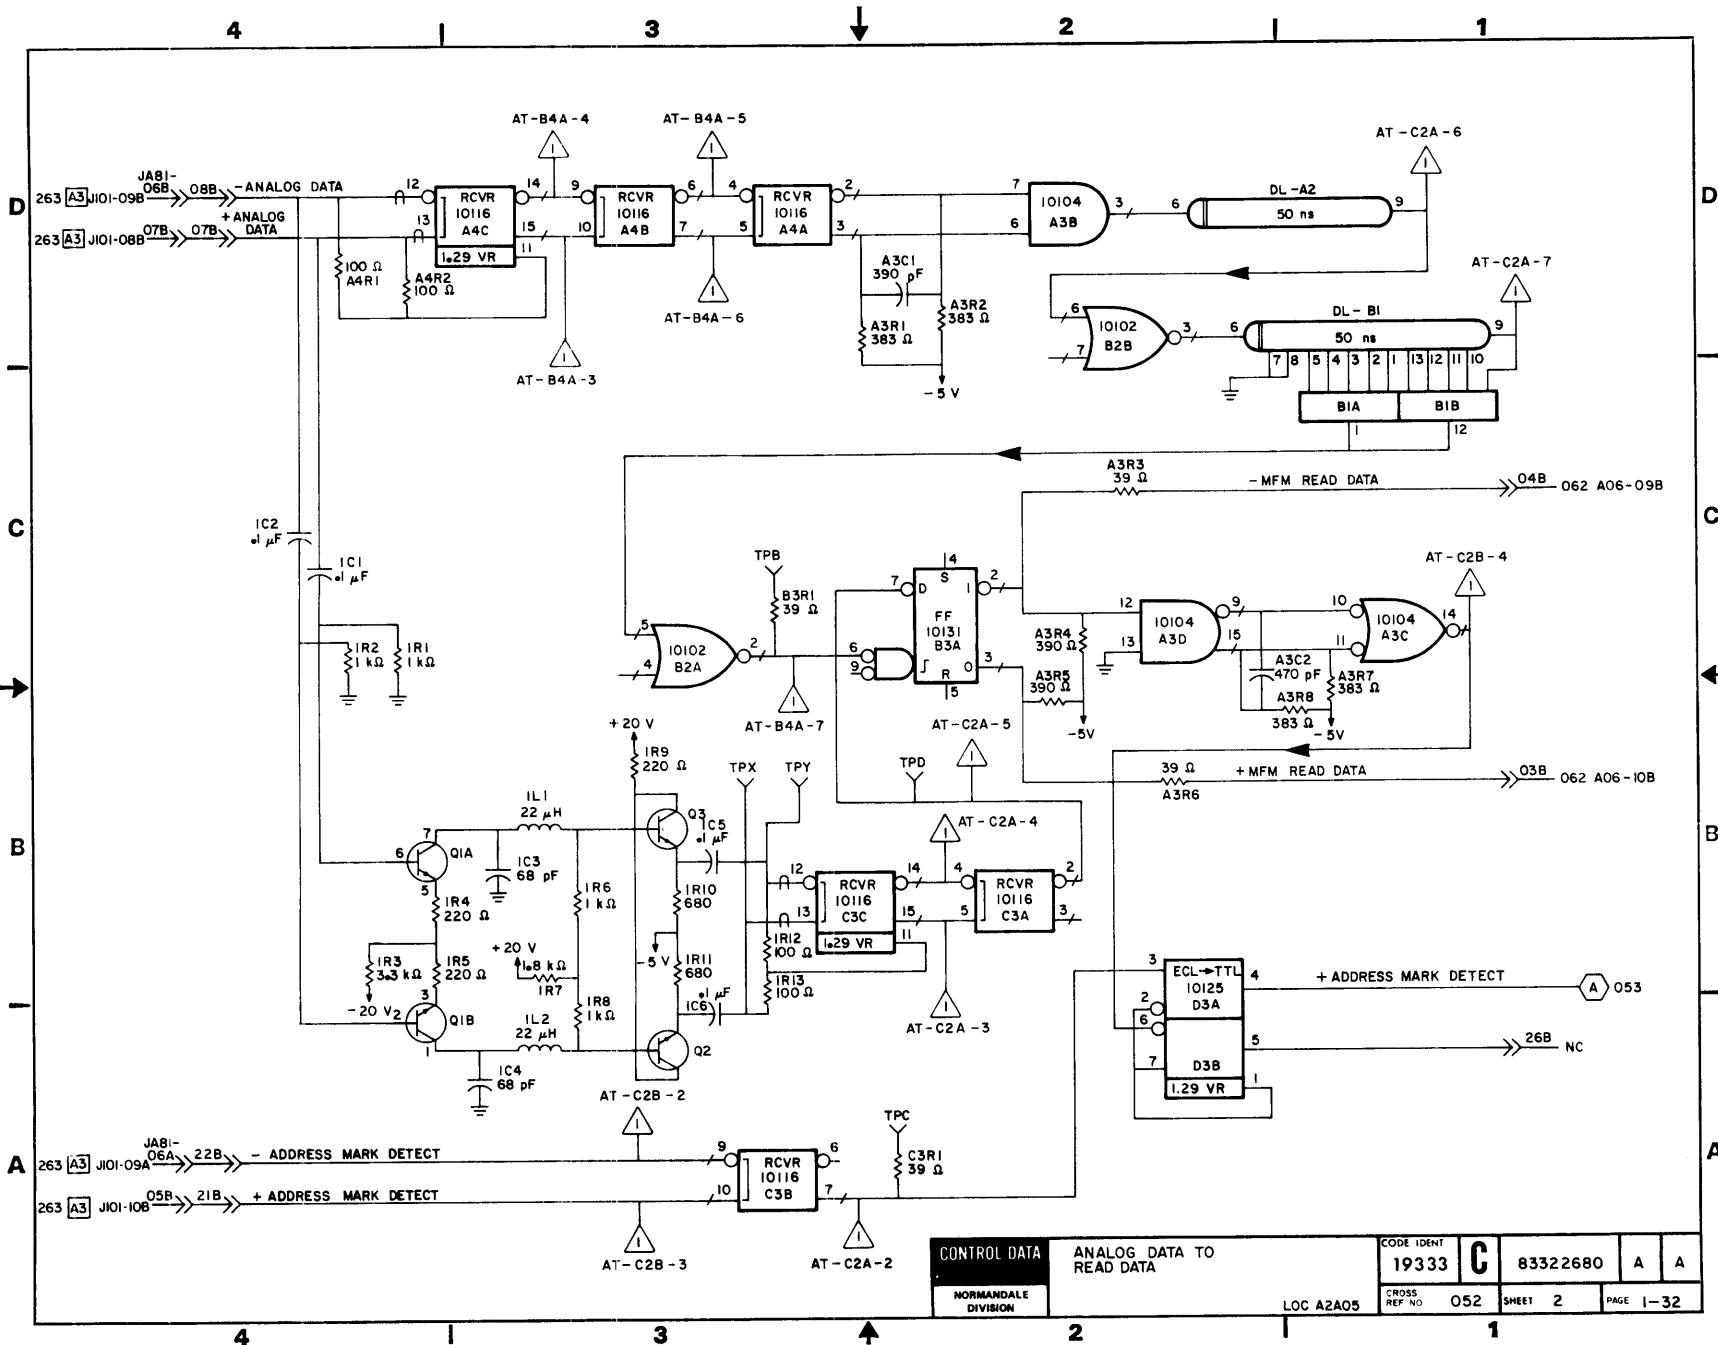 4 3 2 1
AT-B4A-4
AT-B4A-5
AT-C2A-6
JA81-
263 A3 J101-09B 06B 08B -ANALOG DATA
263 A3 J101-08B 07B 07B +ANALOG
DATA
12 13 14 15 11
RCVR
10116
A4C
1.29 VR
9 10 6 7
RCVR
10116
A4B
4 5 2 3
RCVR
10116
A4A
7 6 3
10104
A3B
6 DL-A2 9
50 ns
D D
100 Ω
A4R1
A4R2
100 Ω
AT-B4A-3
AT-B4A-6
A3C1
390 pF
A3R1
383 Ω
A3R2
383 Ω
-5 V
AT-C2A-7
6 7 3
10102
B2B
6 DL-B1 9
50 ns
7 8 5 4 3 2 1 13 12 11 10
B1A B1B
1 12
A3R3
39 Ω
-MFM READ DATA 04B 062 A06-09B
C C
1C2
.1 µF
1C1
.1 µF
1R2
1 kΩ
1R1
1 kΩ
TPB
B3R1
39 Ω
5 4 2
10102
B2A
AT-B4A-7
7 4 2
D S 1
FF
10131
B3A
6 9 3
R 0
5
A3R4
390 Ω
A3R5
390 Ω
-5V
12 13 9 15
10104
A3D
10 11 14
10104
A3C
AT-C2B-4
A3C2
470 pF
A3R7
383 Ω
A3R8
383 Ω
-5V
39 Ω
A3R6
+MFM READ DATA 03B 062 A06-10B
AT-C2A-5
+20 V
1R9
220 Ω
TPX TPY TPD
B B
1L1
22 µH
7 6 5
Q1A
1C3
68 pF
1R4
220 Ω
1R3
3.3 kΩ
-20 V
1R5
220 Ω
3 2 1
Q1B
1R6
1 kΩ
+20 V
1.8 kΩ
1R7
1R8
1 kΩ
1L2
22 µH
1C4
68 pF
Q3
1C5
.1 µF
1R10
680
-5 V
1R11
680
.1 µF
1C6
Q2
1R12
100 Ω
1R13
100 Ω
AT-C2A-4
12 13 14 15 11
RCVR
10116
C3C
1.29 VR
4 5 2 3
RCVR
10116
C3A
AT-C2A-3
3 2 6 7 4 5 1
ECL→TTL
10125
D3A
D3B
1.29 VR
+ ADDRESS MARK DETECT A 053
26B NC
AT-C2B-2
TPC
C3R1
39 Ω
A A
JA81-
263 A3 J101-09A 06A 22B - ADDRESS MARK DETECT
263 A3 J101-10B 05B 21B + ADDRESS MARK DETECT
9 10 6 7
RCVR
10116
C3B
AT-C2B-3
AT-C2A-2
CONTROL DATA
NORMANDALE
DIVISION
ANALOG DATA TO
READ DATA
LOC A2A05
CODE IDENT
19333 C 83322680 A A
CROSS
REF NO 052 SHEET 2 PAGE 1-32
4 3 2 1